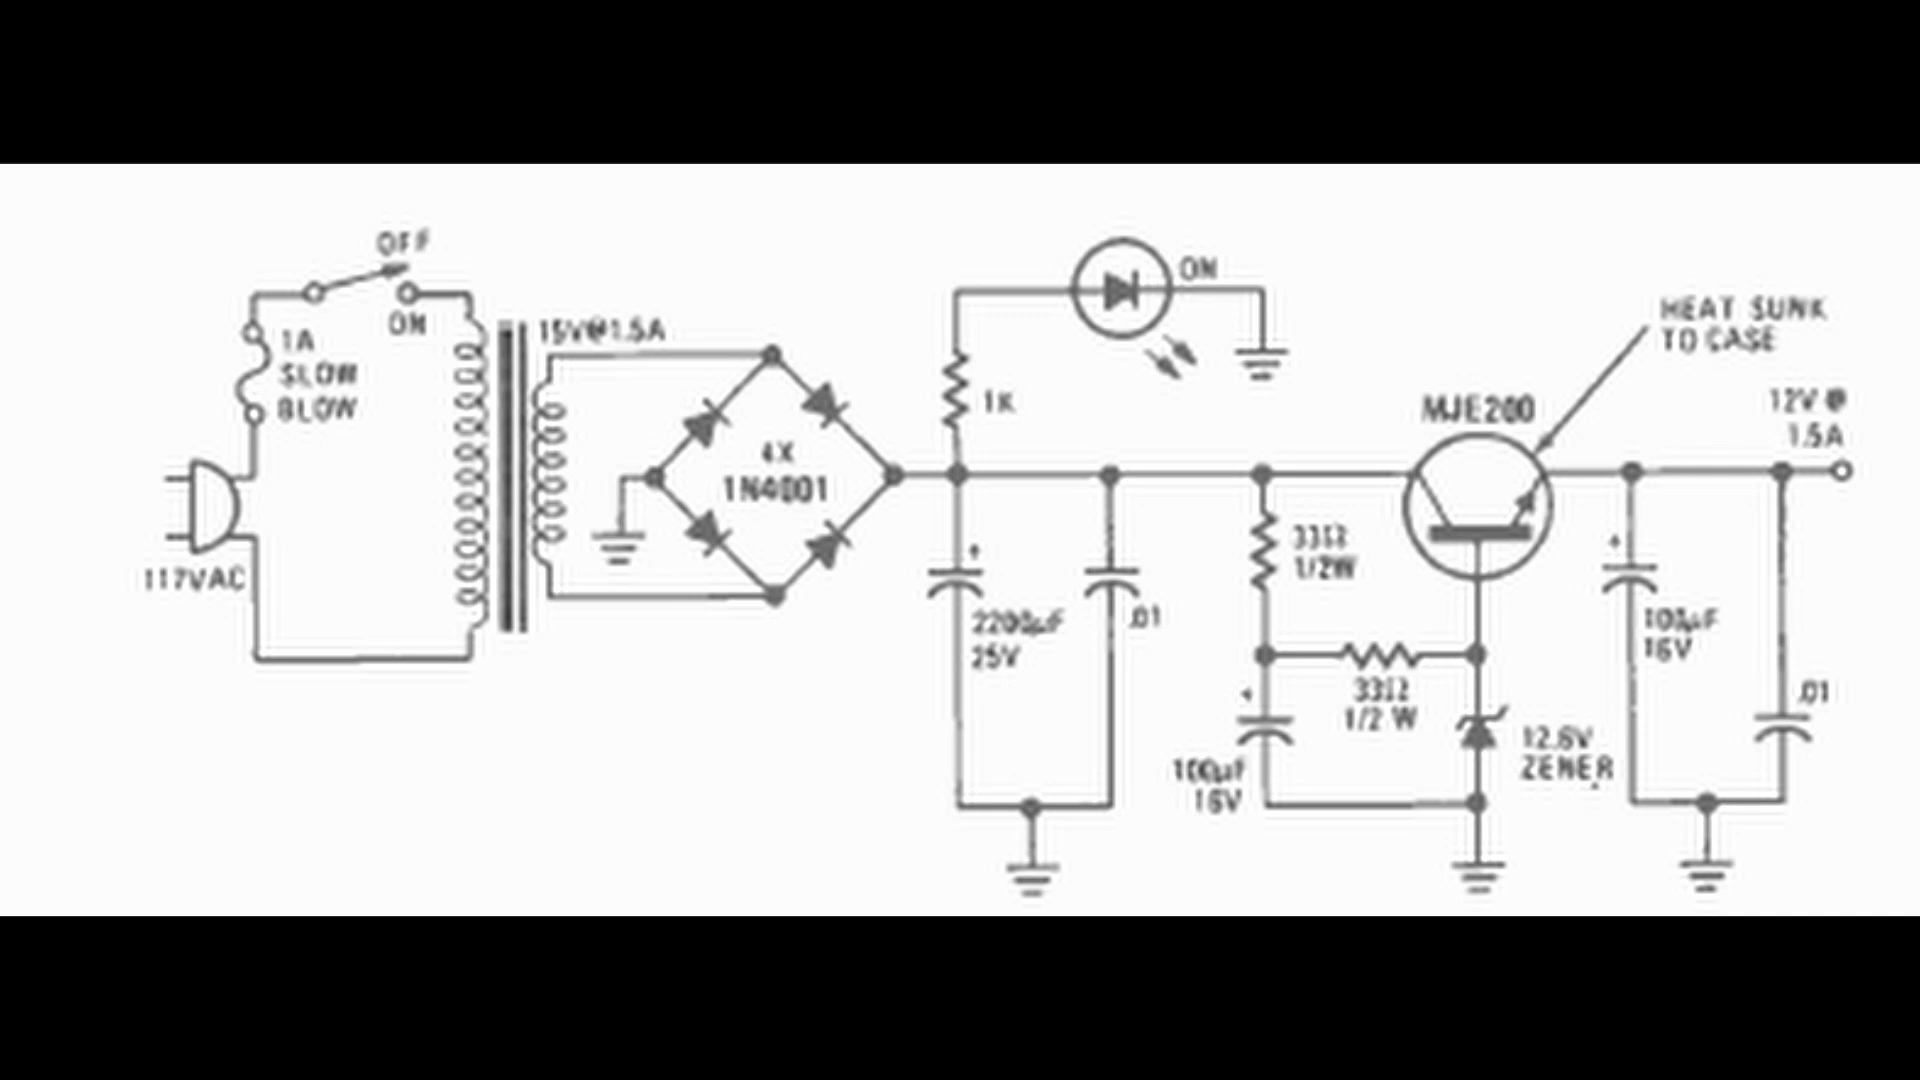 OFF
ON
1A
SLOW
BLOW
117VAC
15V@1.5A
4X
1N4001
1K
ON
2200µF
25V
.01
33Ω
1/2W
33Ω
1/2 W
100µF
16V
MJE200
HEAT SUNK
TO CASE
12V @
1.5A
12.6V
ZENER
100µF
16V
.01